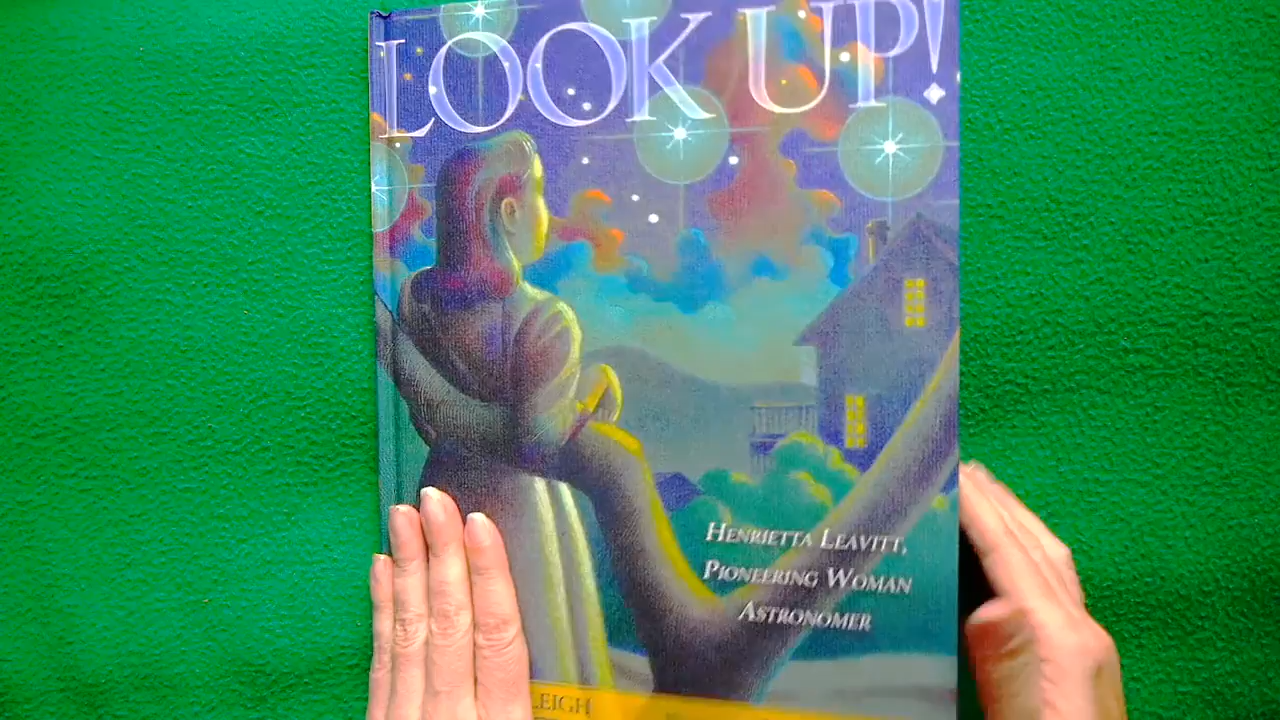 LOOK UP!
HENRIETTA LEAVITT,
PIONEERING WOMAN
ASTRONOMER
LEIGH